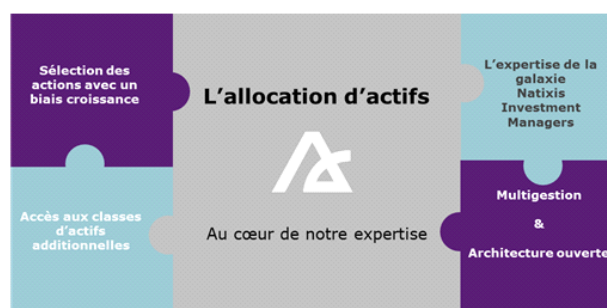 Sélection des
actions avec un
biais croissance
L'allocation d'actifs
L'expertise de la
galaxie
Natixis
Investment
Managers
Accès aux classes
d'actifs
additionnelles
Au cœur de notre expertise
Multigestion
&
Architecture ouverte